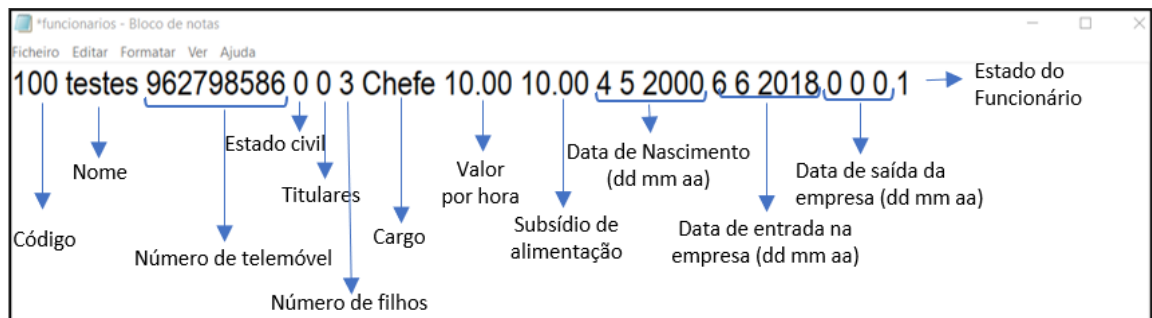 *funcionarios - Bloco de notas
Ficheiro Editar Formatar Ver Ajuda
100 testes 962798586 0 0 3 Chefe 10.00 10.00 4 5 2000 6 6 2018 0 0 0 1
Estado do
Funcionário
Estado civil
Nome
Titulares
Valor
por hora
Data de Nascimento
(dd mm aa)
Data de saída da
empresa (dd mm aa)
Código
Número de telemóvel
Cargo
Subsídio de
alimentação
Data de entrada na
empresa (dd mm aa)
Número de filhos